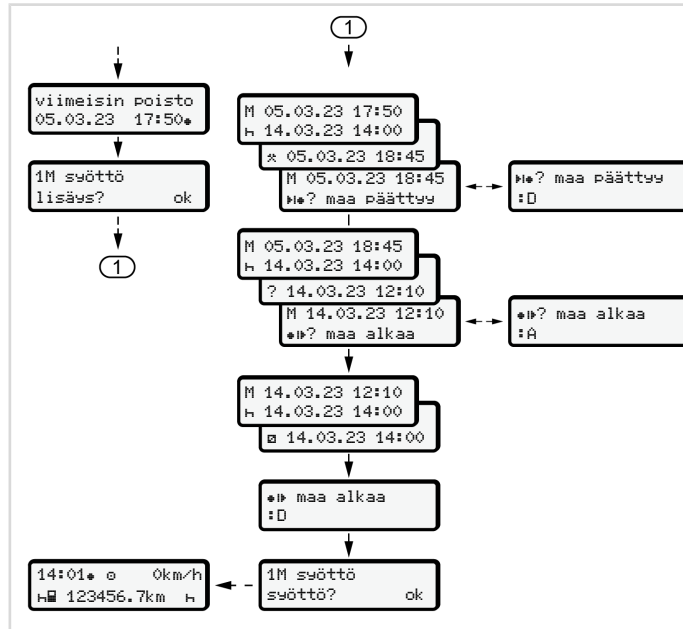 1
viimeisin poisto
05.03.23 17:50
1M syöttö
lisäys? ok
1
M 05.03.23 17:50
14.03.23 14:00
05.03.23 18:45
M 05.03.23 18:45
? maa päättyy
? maa päättyy
:D
M 05.03.23 18:45
14.03.23 14:00
? 14.03.23 12:10
M 14.03.23 12:10
? maa alkaa
? maa alkaa
:A
M 14.03.23 12:10
14.03.23 14:00
14.03.23 14:00
maa alkaa
:D
14:01 0km/h
123456.7km
1M syöttö
syöttö? ok